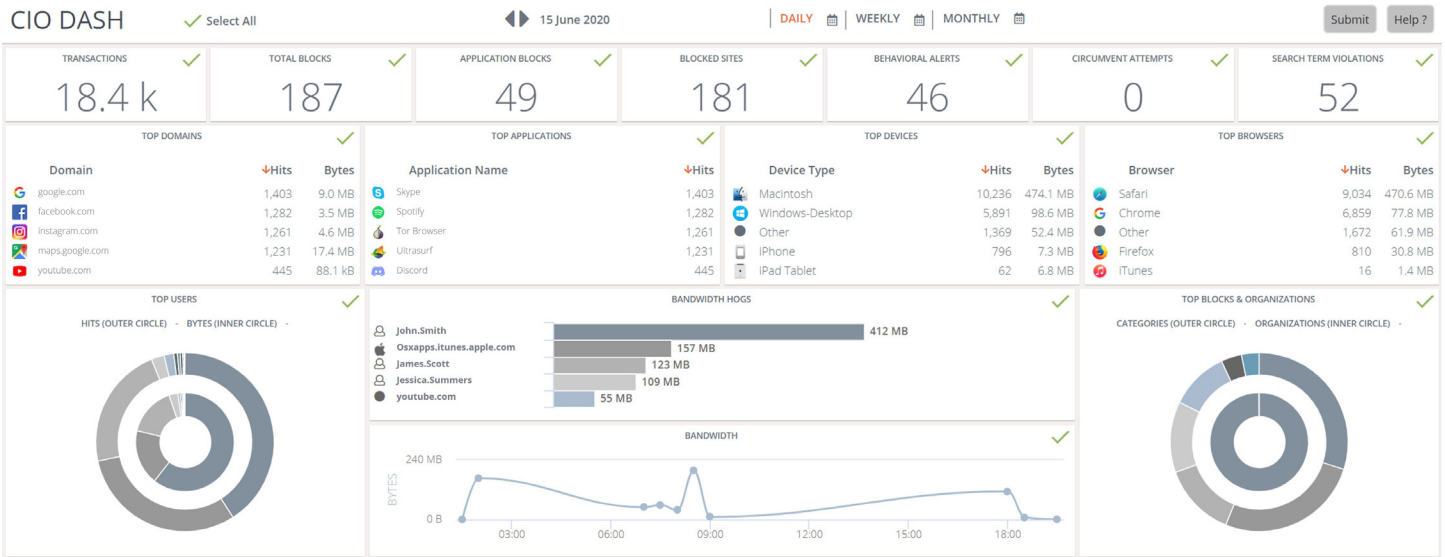 CIO DASH
Select All
15 June 2020
DAILY WEEKLY MONTHLY
Submit Help ?
TRANSACTIONS
18.4 k
TOTAL BLOCKS
187
APPLICATION BLOCKS
49
BLOCKED SITES
181
BEHAVIORAL ALERTS
46
CIRCUMVENT ATTEMPTS
0
SEARCH TERM VIOLATIONS
52
TOP DOMAINS
Domain Hits Bytes
google.com 1,403 9.0 MB
facebook.com 1,282 3.5 MB
instagram.com 1,261 4.6 MB
maps.google.com 1,231 17.4 MB
youtube.com 445 88.1 kB
TOP APPLICATIONS
Application Name Hits
Skype 1,403
Spotify 1,282
Tor Browser 1,261
Ultrasurf 1,231
Discord 445
TOP DEVICES
Device Type Hits Bytes
Macintosh 10,236 474.1 MB
Windows-Desktop 5,891 98.6 MB
Other 1,369 52.4 MB
iPhone 796 7.3 MB
iPad Tablet 62 6.8 MB
TOP BROWSERS
Browser Hits Bytes
Safari 9,034 470.6 MB
Chrome 6,859 77.8 MB
Other 1,672 61.9 MB
Firefox 810 30.8 MB
iTunes 16 1.4 MB
TOP USERS
HITS (OUTER CIRCLE) - BYTES (INNER CIRCLE) -
BANDWIDTH HOGS
John.Smith 412 MB
Osxapps.itunes.apple.com 157 MB
James.Scott 123 MB
Jessica.Summers 109 MB
youtube.com 55 MB
BANDWIDTH
BYTES
240 MB
0 B
03:00 06:00 09:00 12:00 15:00 18:00
TOP BLOCKS & ORGANIZATIONS
CATEGORIES (OUTER CIRCLE) - ORGANIZATIONS (INNER CIRCLE) -